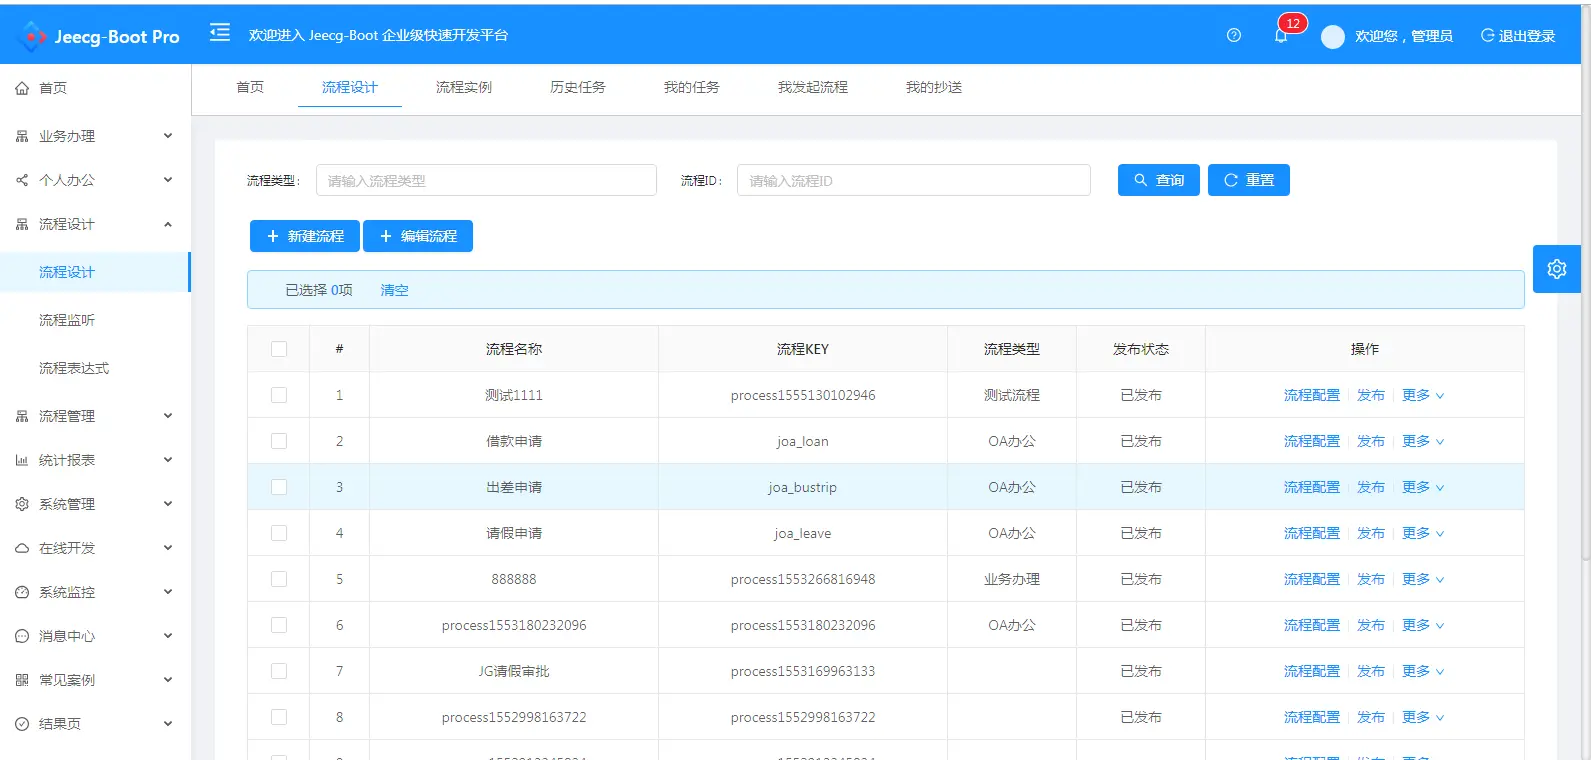 Jeecg-Boot Pro
欢迎进入 Jeecg-Boot 企业级快速开发平台
12
欢迎您，管理员
退出登录
首页
业务办理
个人办公
流程设计
流程设计
流程监听
流程表达式
流程管理
统计报表
系统管理
在线开发
系统监控
消息中心
常见案例
结果页
首页 流程设计 流程实例 历史任务 我的任务 我发起流程 我的抄送
流程类型： 请输入流程类型 流程ID： 请输入流程ID 查询 重置
新建流程 编辑流程
已选择 0项 清空
# 流程名称 流程KEY 流程类型 发布状态 操作
1 测试1111 process1555130102946 测试流程 已发布 流程配置 发布 更多
2 借款申请 joa_loan OA办公 已发布 流程配置 发布 更多
3 出差申请 joa_bustrip OA办公 已发布 流程配置 发布 更多
4 请假申请 joa_leave OA办公 已发布 流程配置 发布 更多
5 888888 process1553266816948 业务办理 已发布 流程配置 发布 更多
6 process1553180232096 process1553180232096 OA办公 已发布 流程配置 发布 更多
7 JG请假审批 process1553169963133 已发布 流程配置 发布 更多
8 process1552998163722 process1552998163722 已发布 流程配置 发布 更多